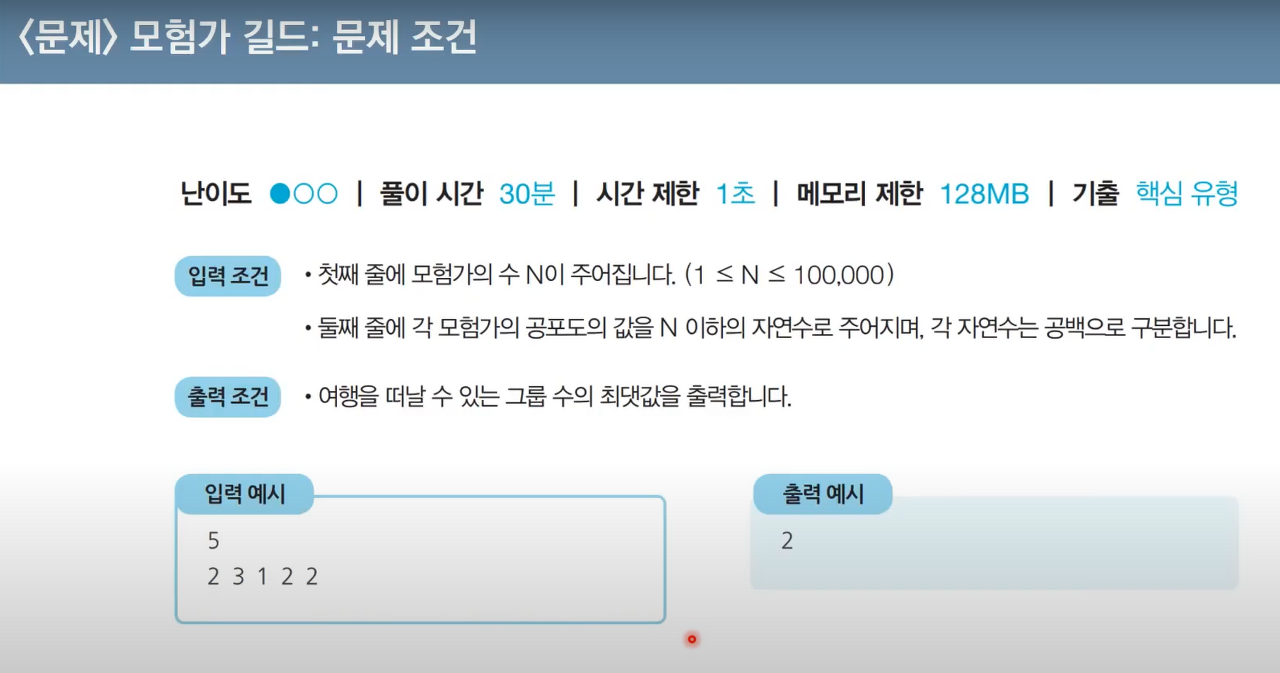 〈문제〉 모험가 길드: 문제 조건
난이도 ●○○ | 풀이 시간 30분 | 시간 제한 1초 | 메모리 제한 128MB | 기출 핵심 유형
입력 조건 • 첫째 줄에 모험가의 수 N이 주어집니다. (1 ≤ N ≤ 100,000)
• 둘째 줄에 각 모험가의 공포도의 값을 N 이하의 자연수로 주어지며, 각 자연수는 공백으로 구분합니다.
출력 조건 • 여행을 떠날 수 있는 그룹 수의 최댓값을 출력합니다.
입력 예시
5
2 3 1 2 2
출력 예시
2